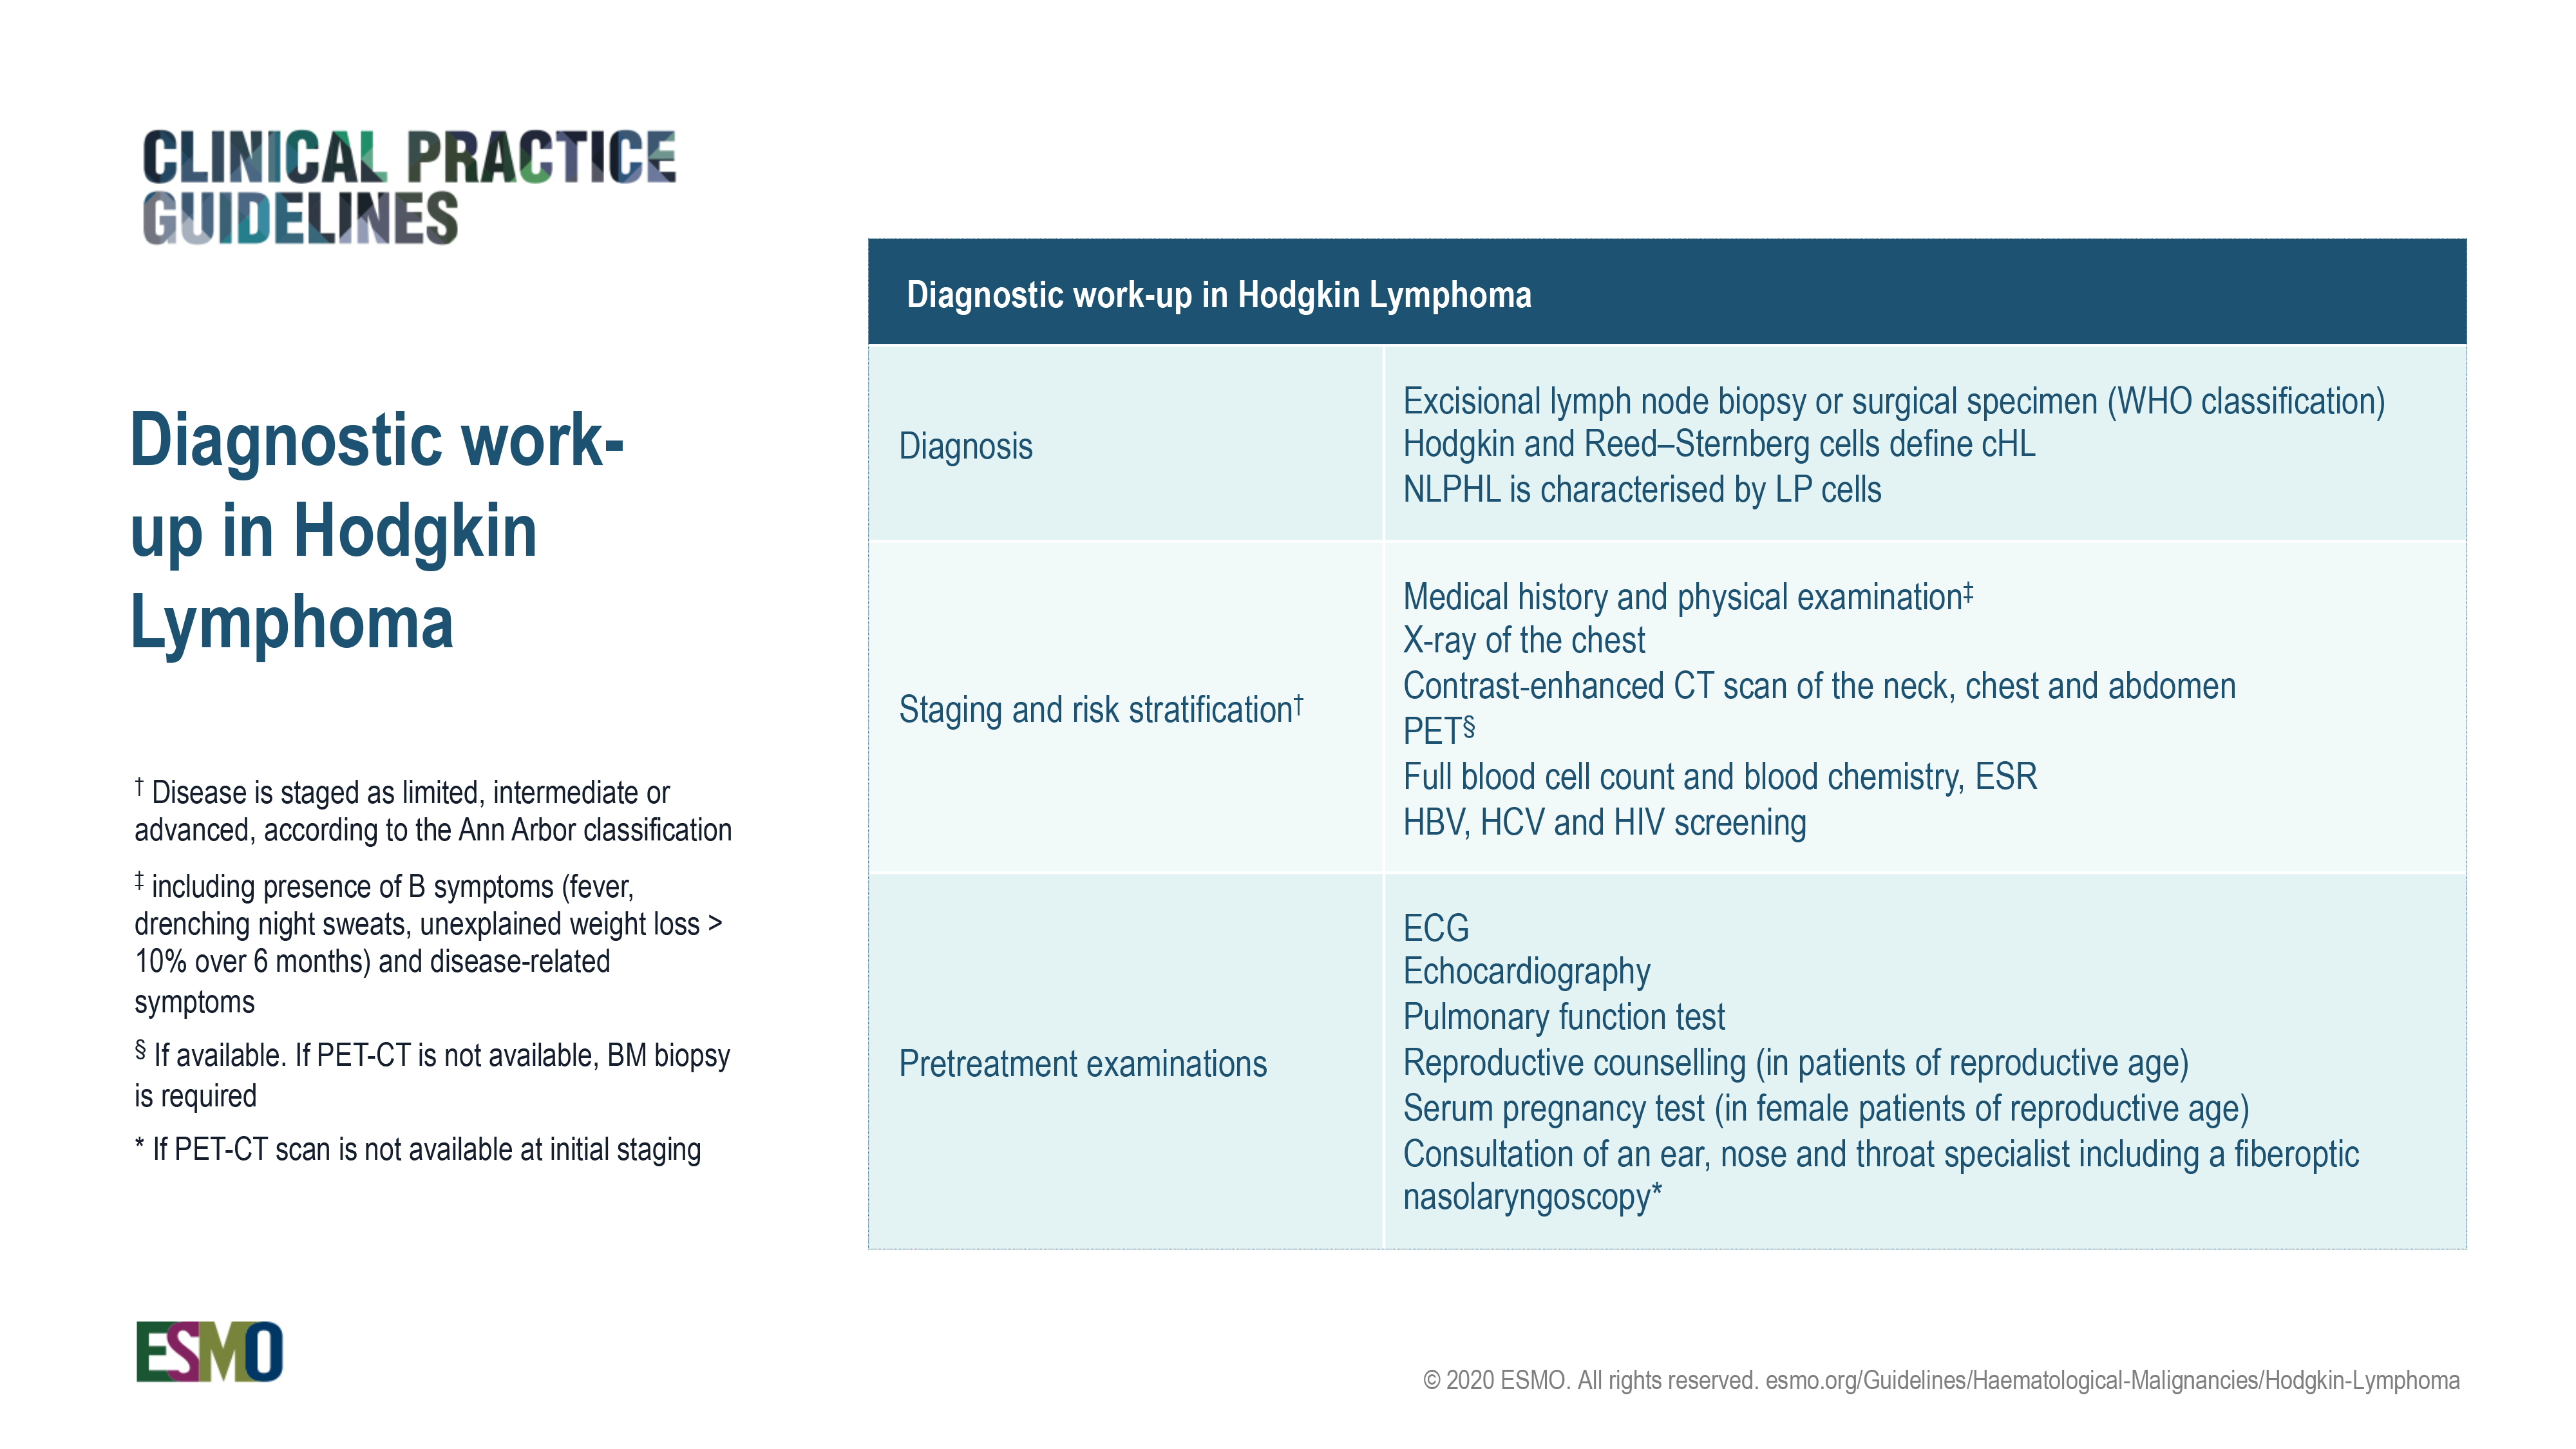 CLINICAL PRACTICE
GUIDELINES
Diagnostic work-
up in Hodgkin
Lymphoma
† Disease is staged as limited, intermediate or
advanced, according to the Ann Arbor classification
‡ including presence of B symptoms (fever,
drenching night sweats, unexplained weight loss >
10% over 6 months) and disease-related
symptoms
§ If available. If PET-CT is not available, BM biopsy
is required
* If PET-CT scan is not available at initial staging
Diagnostic work-up in Hodgkin Lymphoma
Diagnosis
Excisional lymph node biopsy or surgical specimen (WHO classification)
Hodgkin and Reed–Sternberg cells define cHL
NLPHL is characterised by LP cells
Staging and risk stratification†
Medical history and physical examination‡
X-ray of the chest
Contrast-enhanced CT scan of the neck, chest and abdomen
PET§
Full blood cell count and blood chemistry, ESR
HBV, HCV and HIV screening
Pretreatment examinations
ECG
Echocardiography
Pulmonary function test
Reproductive counselling (in patients of reproductive age)
Serum pregnancy test (in female patients of reproductive age)
Consultation of an ear, nose and throat specialist including a fiberoptic
nasolaryngoscopy*
ESMO
© 2020 ESMO. All rights reserved. esmo.org/Guidelines/Haematological-Malignancies/Hodgkin-Lymphoma